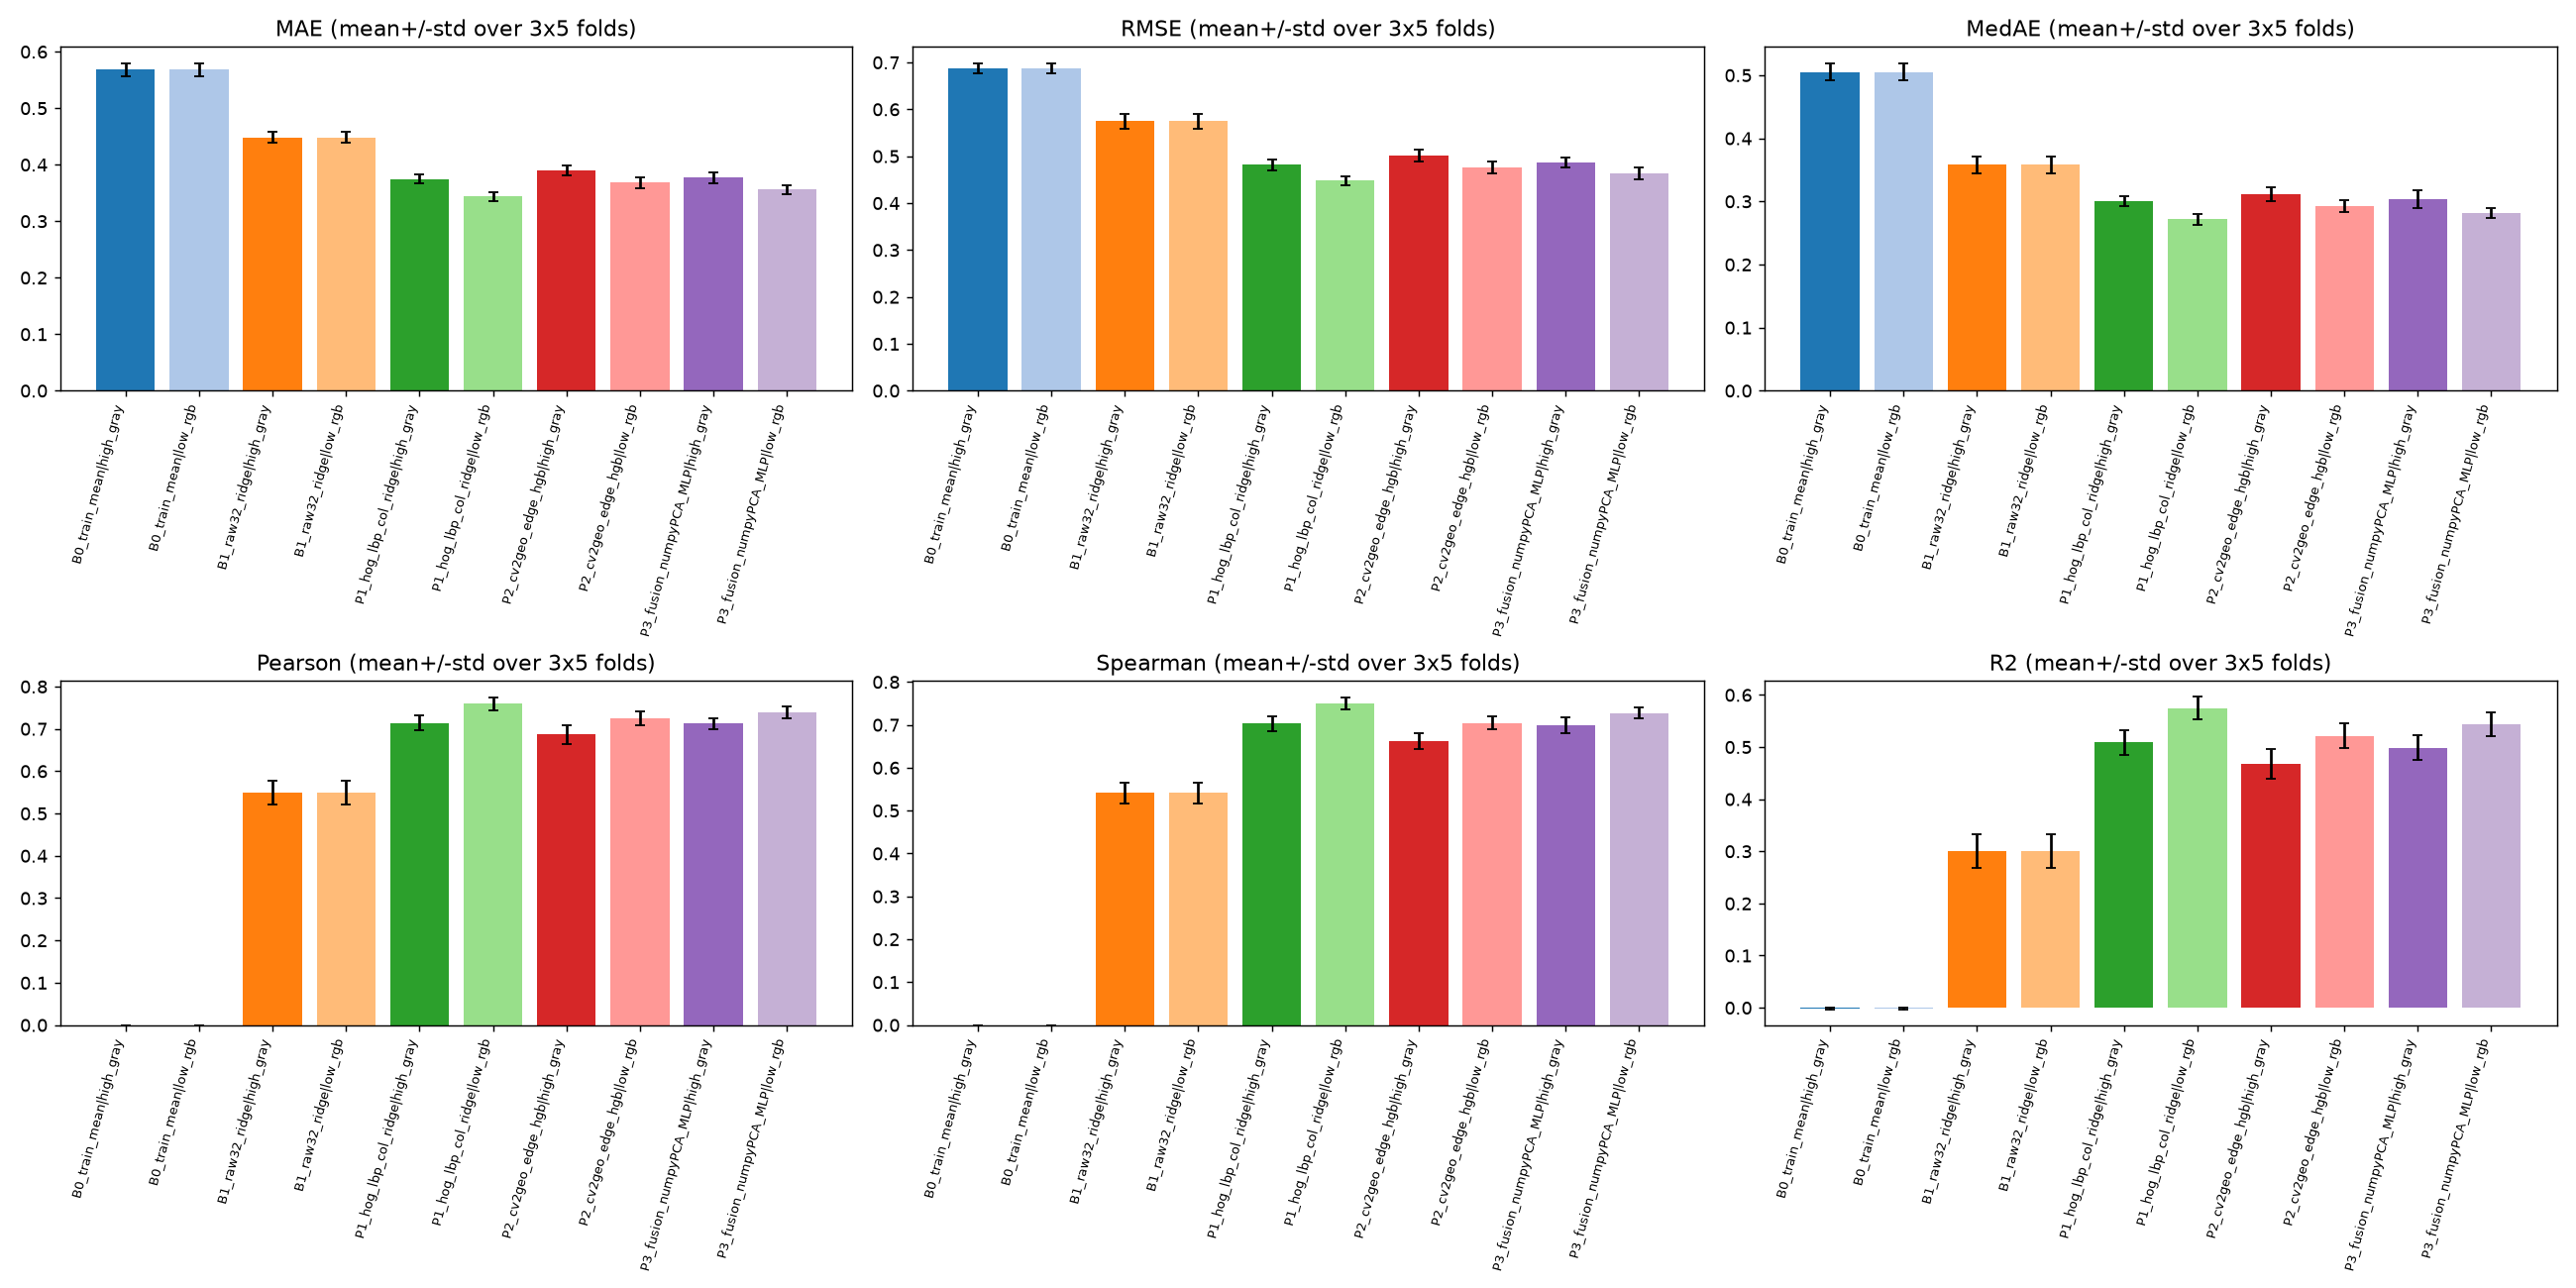 MAE (mean+/-std over 3x5 folds)
0.6
0.5
0.4
0.3
0.2
0.1
0.0
B0_train_mean|high_gray
B0_train_mean|low_rgb
B1_raw32_ridge|high_gray
B1_raw32_ridge|low_rgb
P1_hog_lbp_col_ridge|high_gray
P1_hog_lbp_col_ridge|low_rgb
P2_cv2geo_edge_hgb|high_gray
P2_cv2geo_edge_hgb|low_rgb
P3_fusion_numpyPCA_MLP|high_gray
P3_fusion_numpyPCA_MLP|low_rgb
RMSE (mean+/-std over 3x5 folds)
0.7
0.6
0.5
0.4
0.3
0.2
0.1
0.0
B0_train_mean|high_gray
B0_train_mean|low_rgb
B1_raw32_ridge|high_gray
B1_raw32_ridge|low_rgb
P1_hog_lbp_col_ridge|high_gray
P1_hog_lbp_col_ridge|low_rgb
P2_cv2geo_edge_hgb|high_gray
P2_cv2geo_edge_hgb|low_rgb
P3_fusion_numpyPCA_MLP|high_gray
P3_fusion_numpyPCA_MLP|low_rgb
MedAE (mean+/-std over 3x5 folds)
0.5
0.4
0.3
0.2
0.1
0.0
B0_train_mean|high_gray
B0_train_mean|low_rgb
B1_raw32_ridge|high_gray
B1_raw32_ridge|low_rgb
P1_hog_lbp_col_ridge|high_gray
P1_hog_lbp_col_ridge|low_rgb
P2_cv2geo_edge_hgb|high_gray
P2_cv2geo_edge_hgb|low_rgb
P3_fusion_numpyPCA_MLP|high_gray
P3_fusion_numpyPCA_MLP|low_rgb
Pearson (mean+/-std over 3x5 folds)
0.8
0.7
0.6
0.5
0.4
0.3
0.2
0.1
0.0
B0_train_mean|high_gray
B0_train_mean|low_rgb
B1_raw32_ridge|high_gray
B1_raw32_ridge|low_rgb
P1_hog_lbp_col_ridge|high_gray
P1_hog_lbp_col_ridge|low_rgb
P2_cv2geo_edge_hgb|high_gray
P2_cv2geo_edge_hgb|low_rgb
P3_fusion_numpyPCA_MLP|high_gray
P3_fusion_numpyPCA_MLP|low_rgb
Spearman (mean+/-std over 3x5 folds)
0.8
0.7
0.6
0.5
0.4
0.3
0.2
0.1
0.0
B0_train_mean|high_gray
B0_train_mean|low_rgb
B1_raw32_ridge|high_gray
B1_raw32_ridge|low_rgb
P1_hog_lbp_col_ridge|high_gray
P1_hog_lbp_col_ridge|low_rgb
P2_cv2geo_edge_hgb|high_gray
P2_cv2geo_edge_hgb|low_rgb
P3_fusion_numpyPCA_MLP|high_gray
P3_fusion_numpyPCA_MLP|low_rgb
R2 (mean+/-std over 3x5 folds)
0.6
0.5
0.4
0.3
0.2
0.1
0.0
B0_train_mean|high_gray
B0_train_mean|low_rgb
B1_raw32_ridge|high_gray
B1_raw32_ridge|low_rgb
P1_hog_lbp_col_ridge|high_gray
P1_hog_lbp_col_ridge|low_rgb
P2_cv2geo_edge_hgb|high_gray
P2_cv2geo_edge_hgb|low_rgb
P3_fusion_numpyPCA_MLP|high_gray
P3_fusion_numpyPCA_MLP|low_rgb